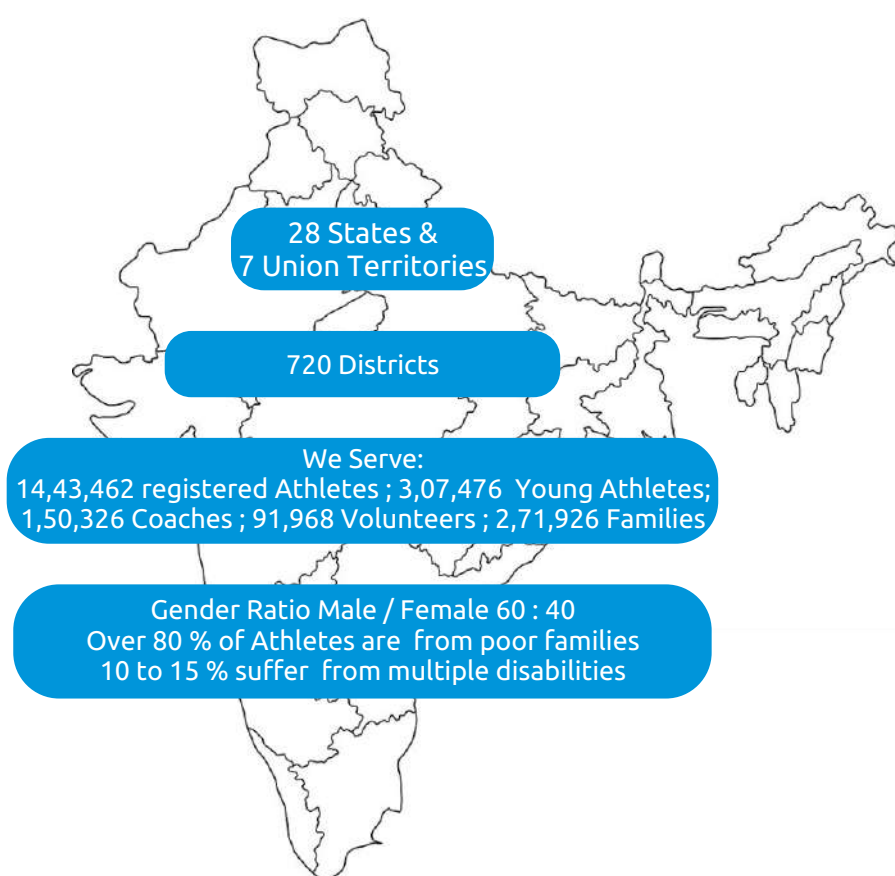 28 States &
7 Union Territories
720 Districts
We Serve:
14,43,462 registered Athletes ; 3,07,476 Young Athletes;
1,50,326 Coaches ; 91,968 Volunteers ; 2,71,926 Families
Gender Ratio Male / Female 60 : 40
Over 80 % of Athletes are from poor families
10 to 15 % suffer from multiple disabilities